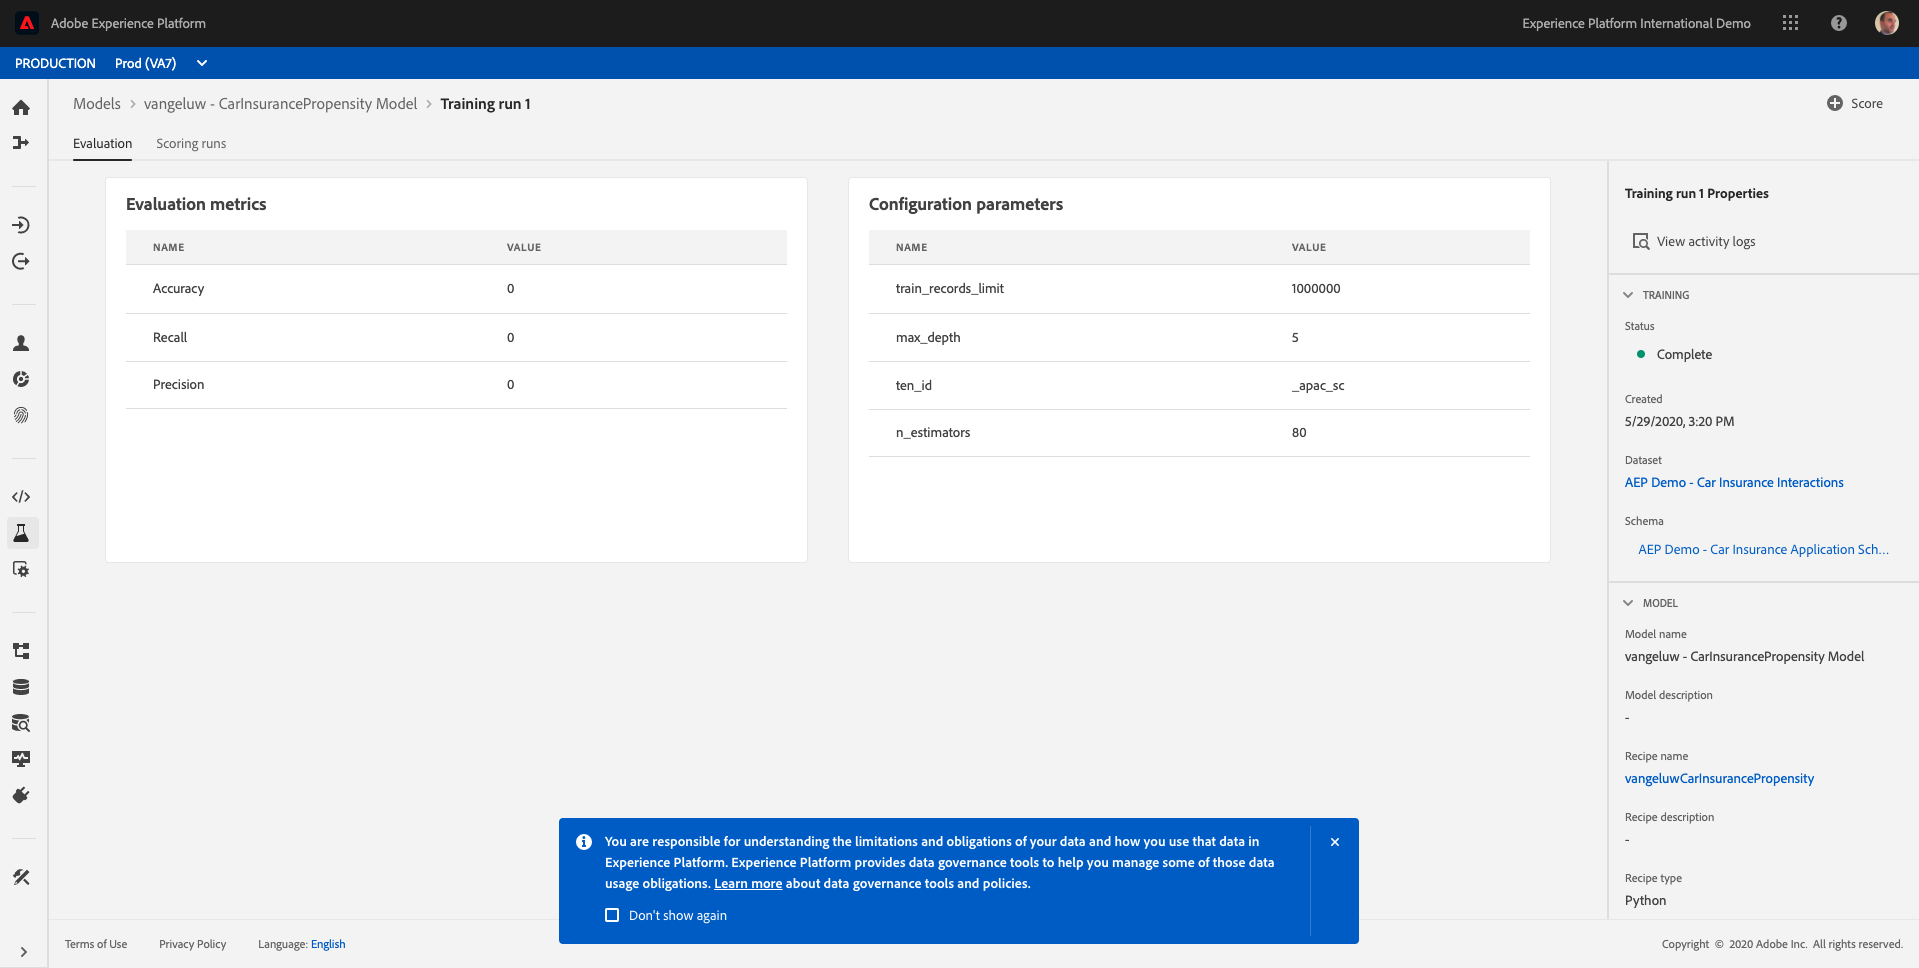 Adobe Experience Platform
Experience Platform International Demo
PRODUCTION Prod (VA7)
Models > vangeluw - CarInsurancePropensity Model > Training run 1
Score
Evaluation Scoring runs
Evaluation metrics
NAME VALUE
Accuracy 0
Recall 0
Precision 0
Configuration parameters
NAME VALUE
train_records_limit 1000000
max_depth 5
ten_id _apac_sc
n_estimators 80
Training run 1 Properties
View activity logs
TRAINING
Status
Complete
Created
5/29/2020, 3:20 PM
Dataset
AEP Demo - Car Insurance Interactions
Schema
AEP Demo - Car Insurance Application Sch...
MODEL
Model name
vangeluw - CarInsurancePropensity Model
Model description
-
Recipe name
vangeluwCarInsurancePropensity
Recipe description
-
Recipe type
Python
You are responsible for understanding the limitations and obligations of your data and how you use that data in
Experience Platform. Experience Platform provides data governance tools to help you manage some of those data
usage obligations. Learn more about data governance tools and policies.
Don't show again
Terms of Use Privacy Policy Language: English
Copyright © 2020 Adobe Inc. All rights reserved.